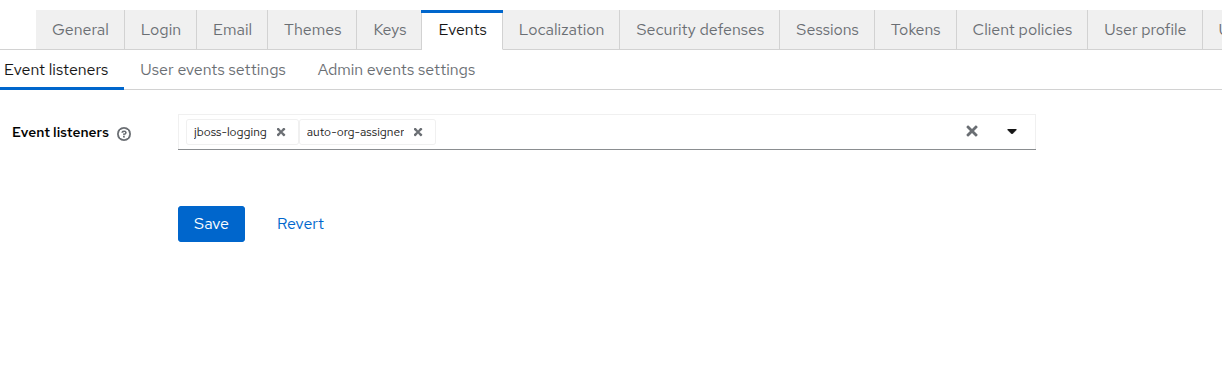 General Login Email Themes Keys Events Localization Security defenses Sessions Tokens Client policies User profile
Event listeners User events settings Admin events settings
Event listeners jboss-logging auto-org-assigner
Save Revert